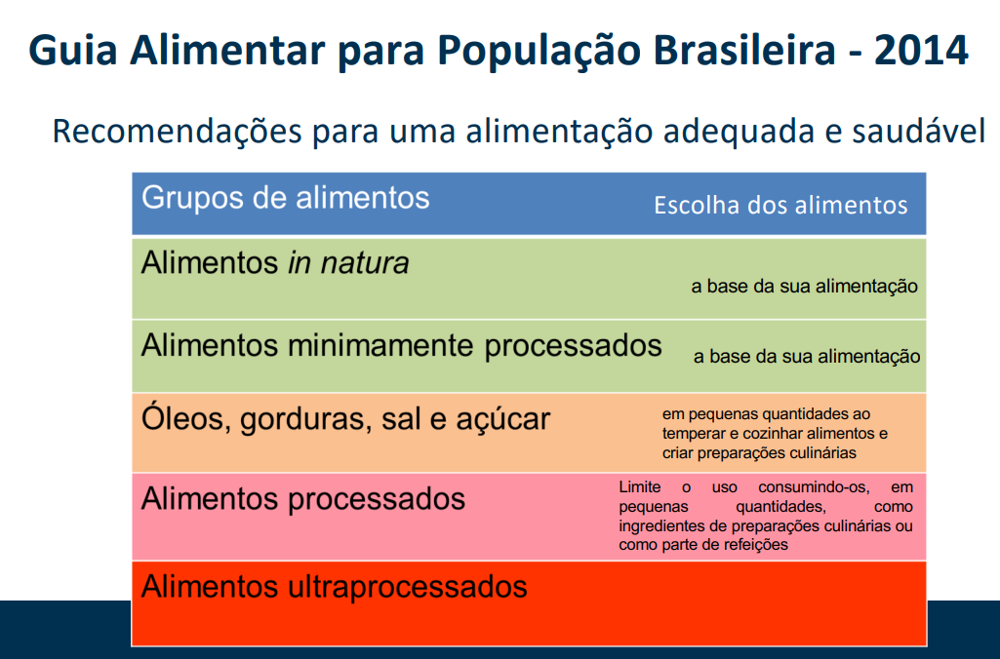 Guia Alimentar para População Brasileira - 2014
Recomendações para uma alimentação adequada e saudável
Grupos de alimentos
Escolha dos alimentos
Alimentos in natura
a base da sua alimentação
Alimentos minimamente processados
a base da sua alimentação
Óleos, gorduras, sal e açúcar
em pequenas quantidades ao
temperar e cozinhar alimentos e
criar preparações culinárias
Alimentos processados
Limite o uso consumindo-os, em
pequenas quantidades, como
ingredientes de preparações culinárias ou
como parte de refeições
Alimentos ultraprocessados